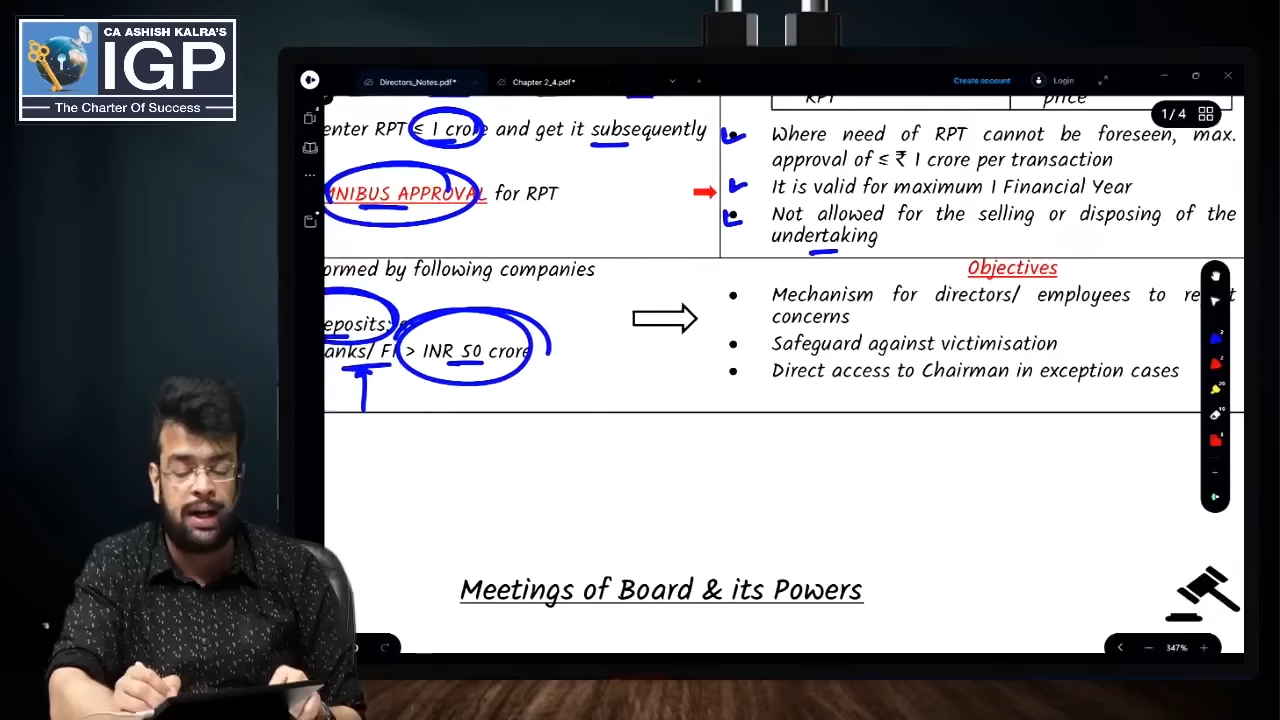 CA ASHISH KALRA'S
IGP
The Charter Of Success
Directors_Notes.pdf*
Chapter 2_4.pdf*
Create account
Login
1/4
RPT
price
enter RPT ≤ 1 crore and get it subsequently
OMNIBUS APPROVAL for RPT
Where need of RPT cannot be foreseen, max.
approval of ≤ ₹ 1 crore per transaction
It is valid for maximum 1 Financial Year
Not allowed for the selling or disposing of the
undertaking
ormed by following companies
eposits;
anks/ FI > INR 50 crore
Objectives
Mechanism for directors/ employees to report
concerns
Safeguard against victimisation
Direct access to Chairman in exception cases
Meetings of Board & its Powers
347%